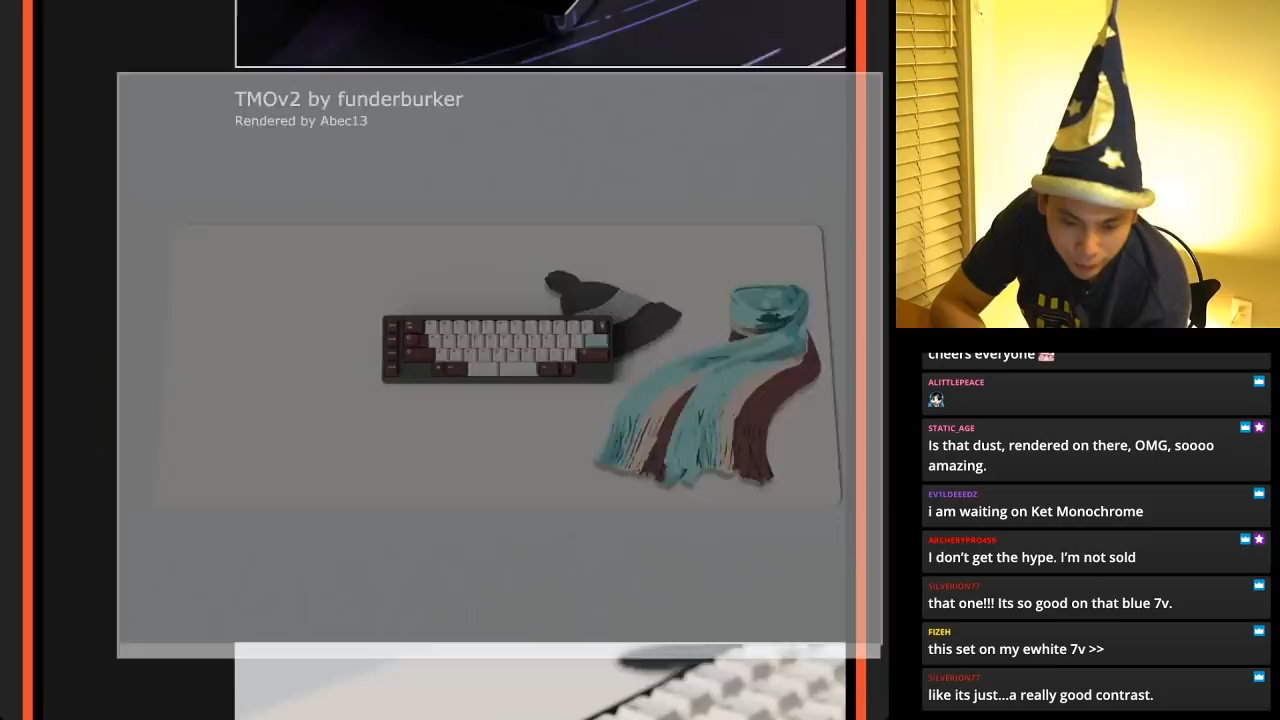 TMOv2 by funderburker
Rendered by Abec13
cheers everyone
ALITTLEPEACE
STATIC_AGE
Is that dust, rendered on there, OMG, soooo
amazing.
EV1LDEEEDZ
i am waiting on Ket Monochrome
ARCHERYPRO459
I don’t get the hype. I’m not sold
SILVERION77
that one!!! Its so good on that blue 7v.
FIZEH
this set on my ewhite 7v >>
SILVERION77
like its just...a really good contrast.